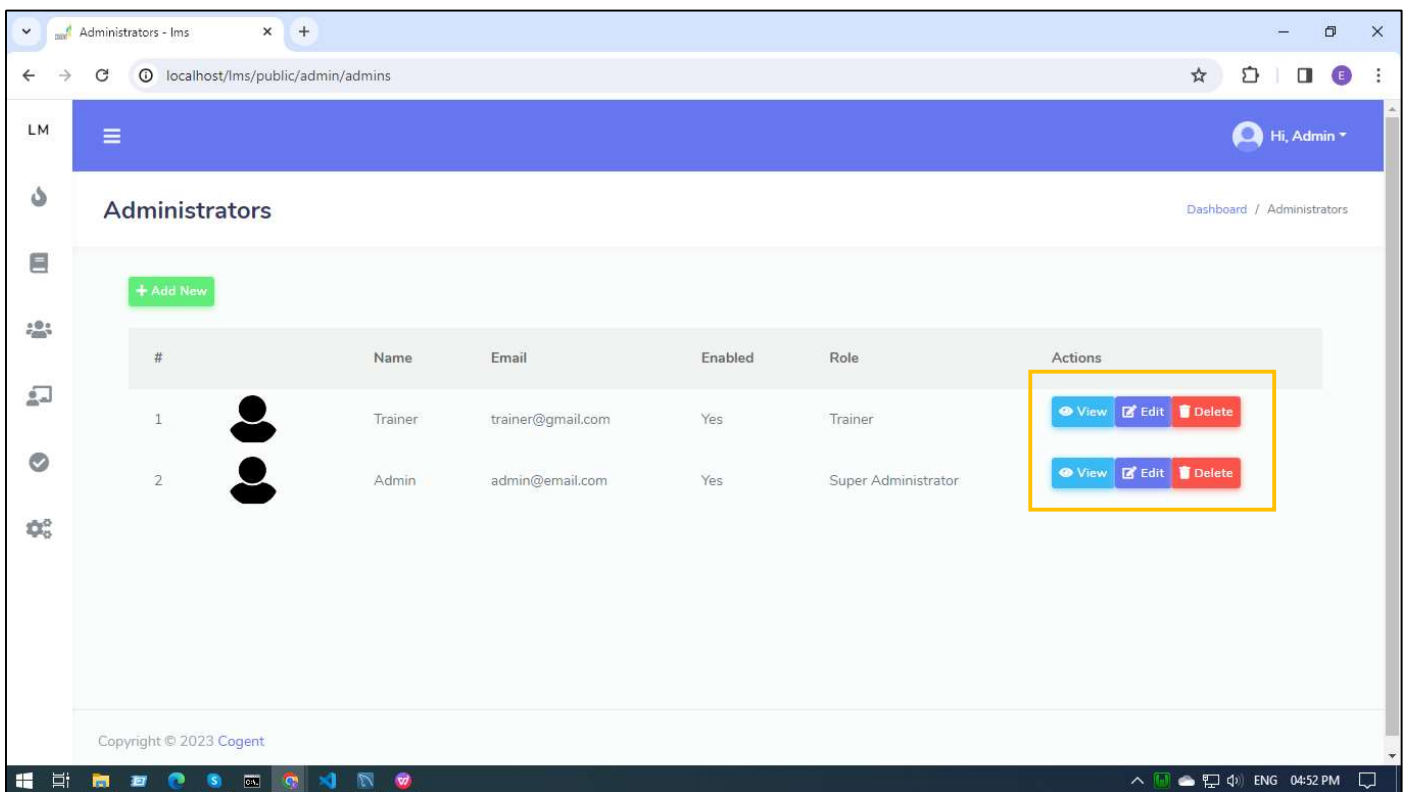 Administrators - lms
localhost/lms/public/admin/admins
E
LM
Hi, Admin
Administrators
Dashboard / Administrators
+ Add New
# Name Email Enabled Role Actions
1 Trainer trainer@gmail.com Yes Trainer View Edit Delete
2 Admin admin@email.com Yes Super Administrator View Edit Delete
Copyright © 2023 Cogent
ENG 04:52 PM